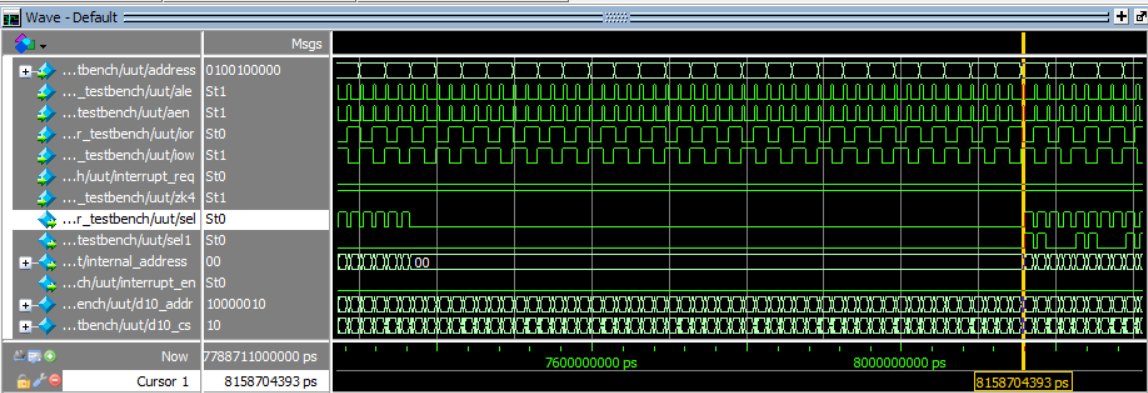 Wave - Default
Msgs
...tbench/uut/address 0100100000
..._testbench/uut/ale St1
...testbench/uut/aen St1
...r_testbench/uut/ior St0
..._testbench/uut/iow St1
...h/uut/interrupt_req St0
..._testbench/uut/zk4 St1
...r_testbench/uut/sel St0
...testbench/uut/sel1 St0
...t/internal_address 00 00
...ch/uut/interrupt_en St0
...ench/uut/d10_addr 10000010
...tbench/uut/d10_cs 10
Now 7788711000000 ps 7600000000 ps 8000000000 ps
Cursor 1 8158704393 ps 8158704393 ps